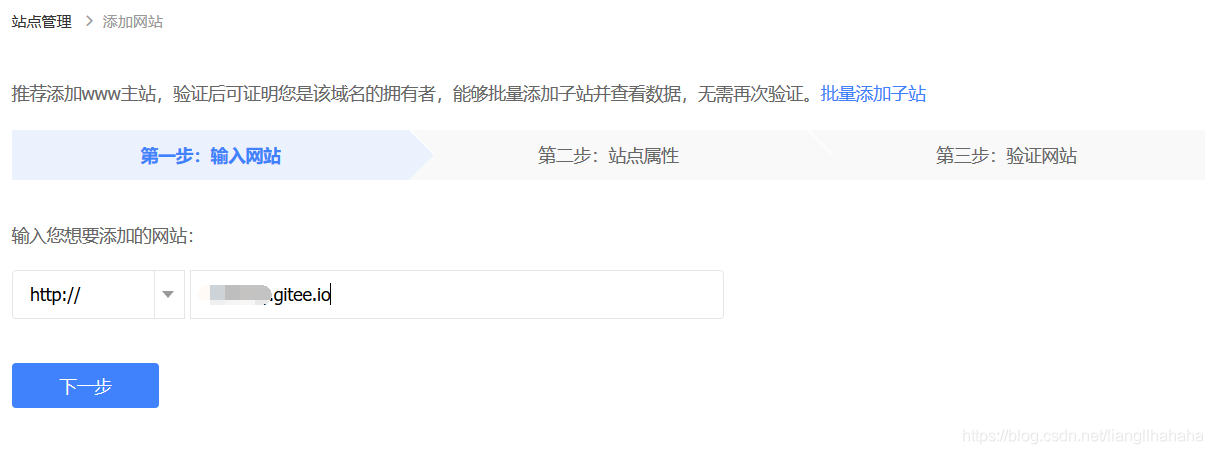 站点管理 > 添加网站
推荐添加www主站，验证后可证明您是该域名的拥有者，能够批量添加子站并查看数据，无需再次验证。批量添加子站
第一步：输入网站 第二步：站点属性 第三步：验证网站
输入您想要添加的网站：
http:// .gitee.io
下一步
https://blog.csdn.net/liangllhahaha